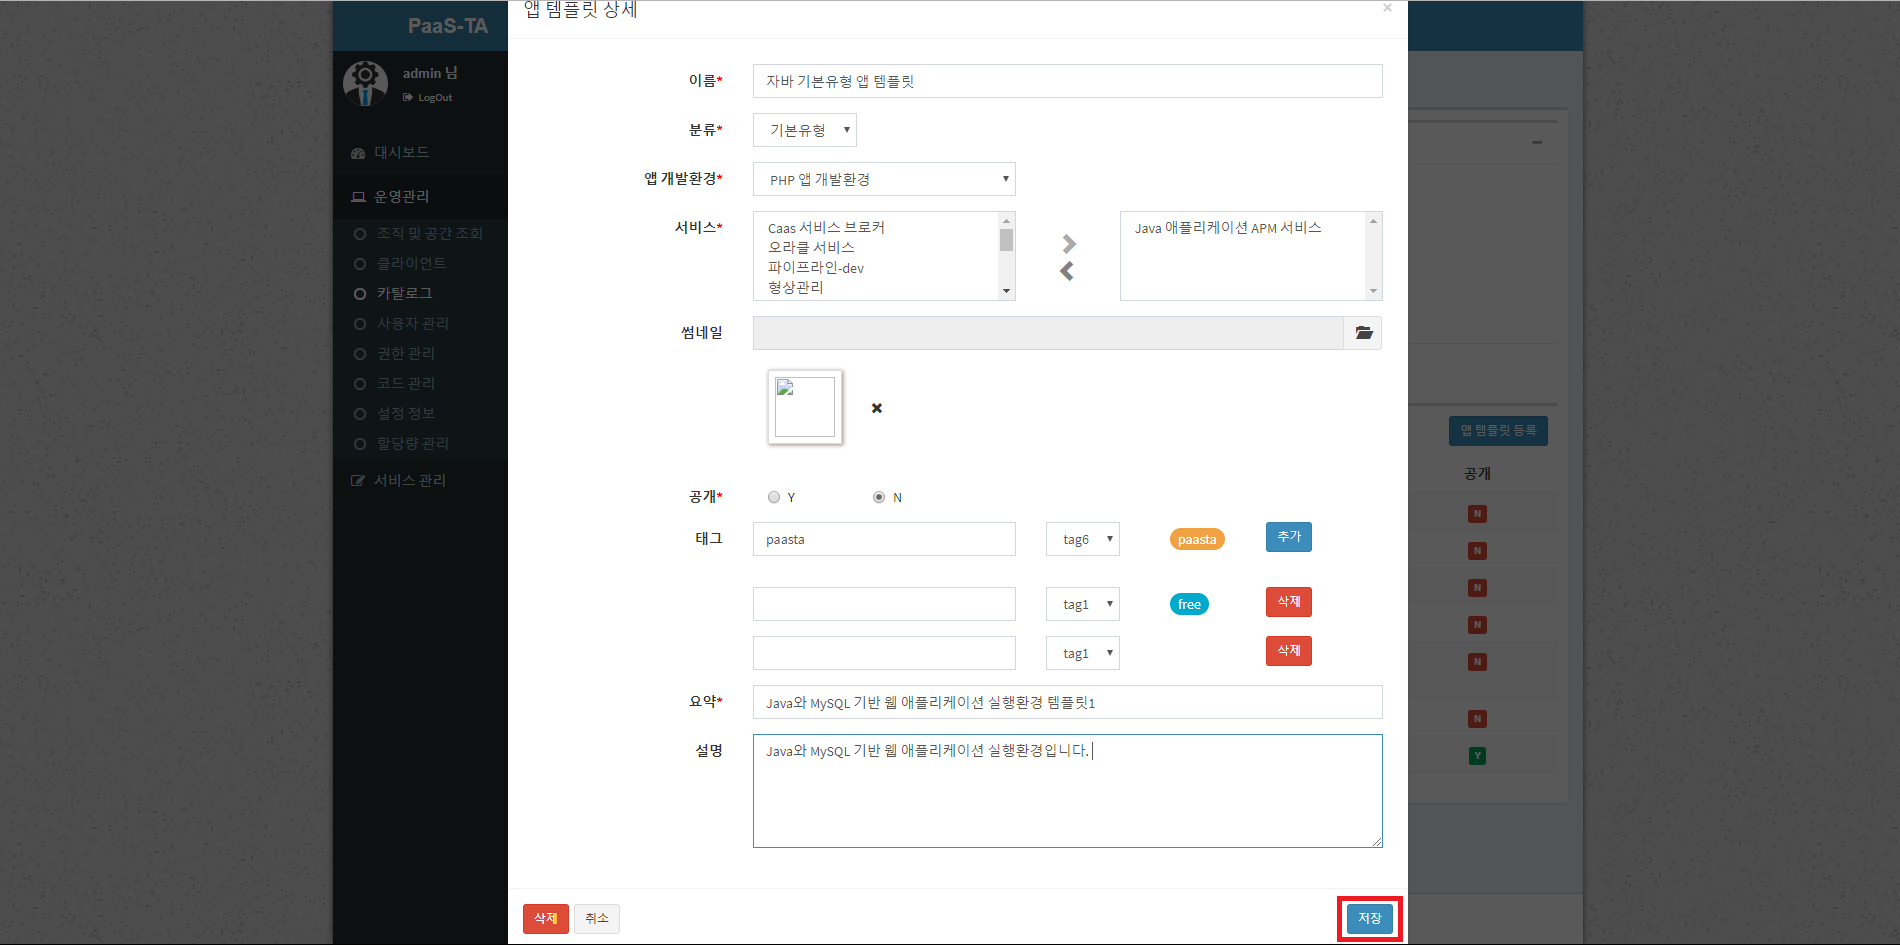 PaaS-TA
admin 님
LogOut
대시보드
운영관리
조직 및 공간 조회
클라이언트
카탈로그
사용자 관리
권한 관리
코드 관리
설정 정보
할당량 관리
서비스 관리
앱 템플릿 상세
×
이름* 자바 기본유형 앱 템플릿
분류* 기본유형
앱 개발환경* PHP 앱 개발환경
서비스*
Caas 서비스 브로커
오라클 서비스
파이프라인-dev
형상관리
Java 애플리케이션 APM 서비스
썸네일
공개* Y N
태그 paasta tag6 paasta 추가
tag1 free 삭제
tag1 삭제
요약* Java와 MySQL 기반 웹 애플리케이션 실행환경 템플릿1
설명 Java와 MySQL 기반 웹 애플리케이션 실행환경입니다.
삭제 취소 저장
앱 템플릿 등록
공개
N
N
N
N
N
N
Y